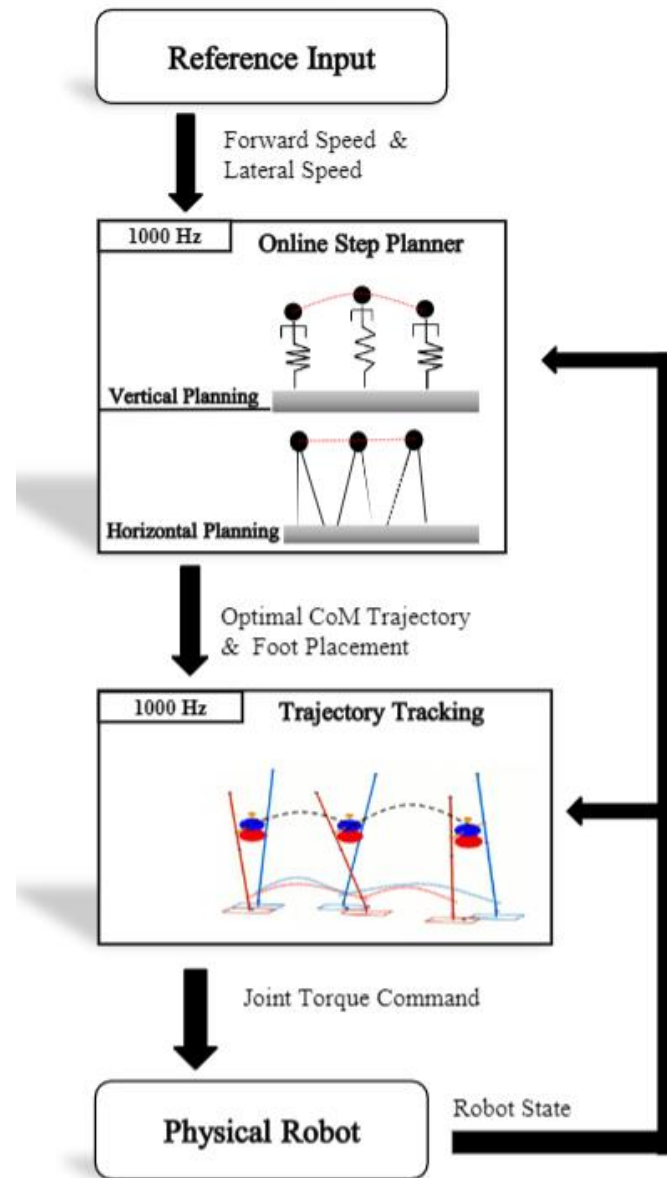 Reference Input
Forward Speed &
Lateral Speed
1000 Hz
Online Step Planner
Vertical Planning
Horizontal Planning
Optimal CoM Trajectory
& Foot Placement
1000 Hz
Trajectory Tracking
Joint Torque Command
Physical Robot
Robot State